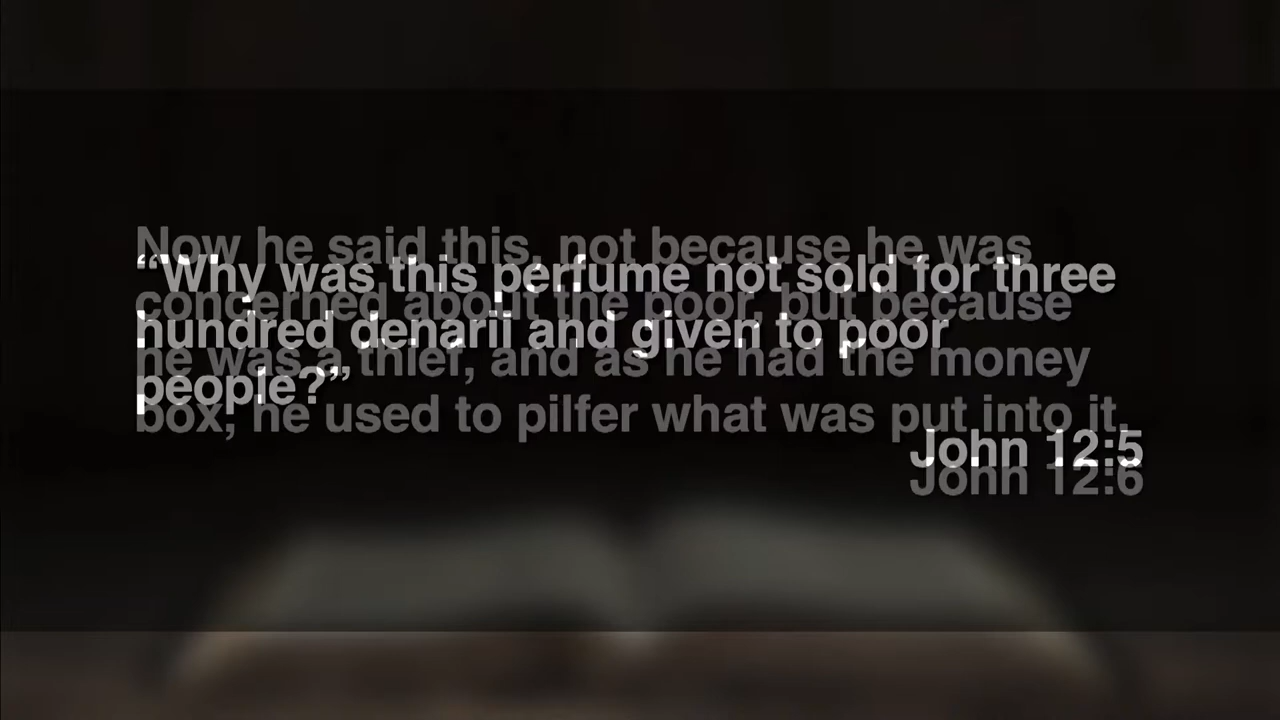 “Why was this perfume not sold for three
hundred denarii and given to poor
people?”
John 12:5
Now he said this, not because he was
concerned about the poor, but because
he was a thief, and as he had the money
box, he used to pilfer what was put into it.
John 12:6